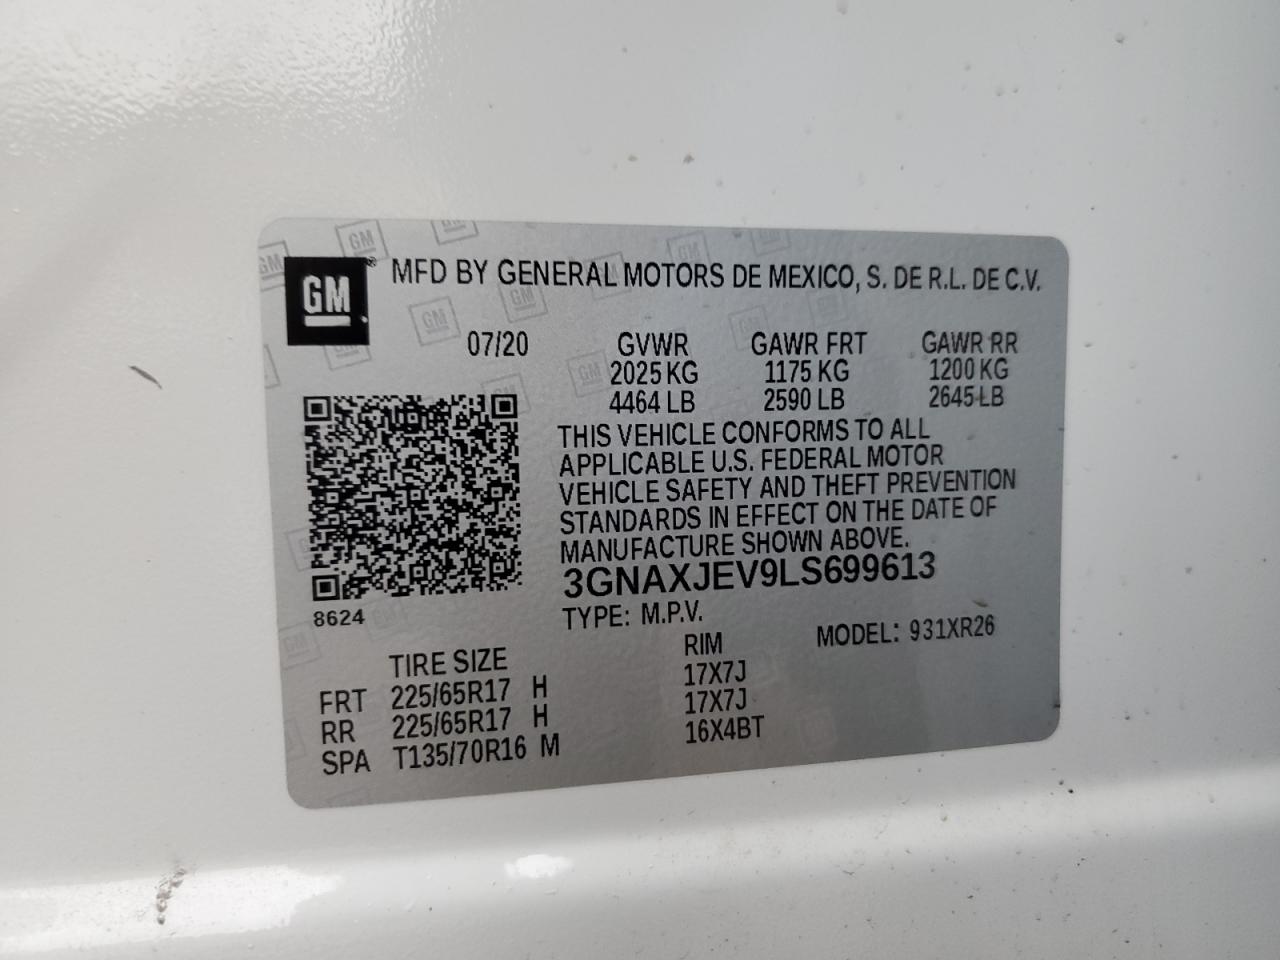 GM® MFD BY GENERAL MOTORS DE MEXICO, S. DE R.L. DE C.V.
07/20 GVWR GAWR FRT GAWR RR
2025 KG 1175 KG 1200 KG
4464 LB 2590 LB 2645 LB
THIS VEHICLE CONFORMS TO ALL
APPLICABLE U.S. FEDERAL MOTOR
VEHICLE SAFETY AND THEFT PREVENTION
STANDARDS IN EFFECT ON THE DATE OF
MANUFACTURE SHOWN ABOVE.
3GNAXJEV9LS699613
8624
TYPE: M.P.V. MODEL: 931XR26
TIRE SIZE RIM
FRT 225/65R17 H 17X7J
RR 225/65R17 H 17X7J
SPA T135/70R16 M 16X4BT